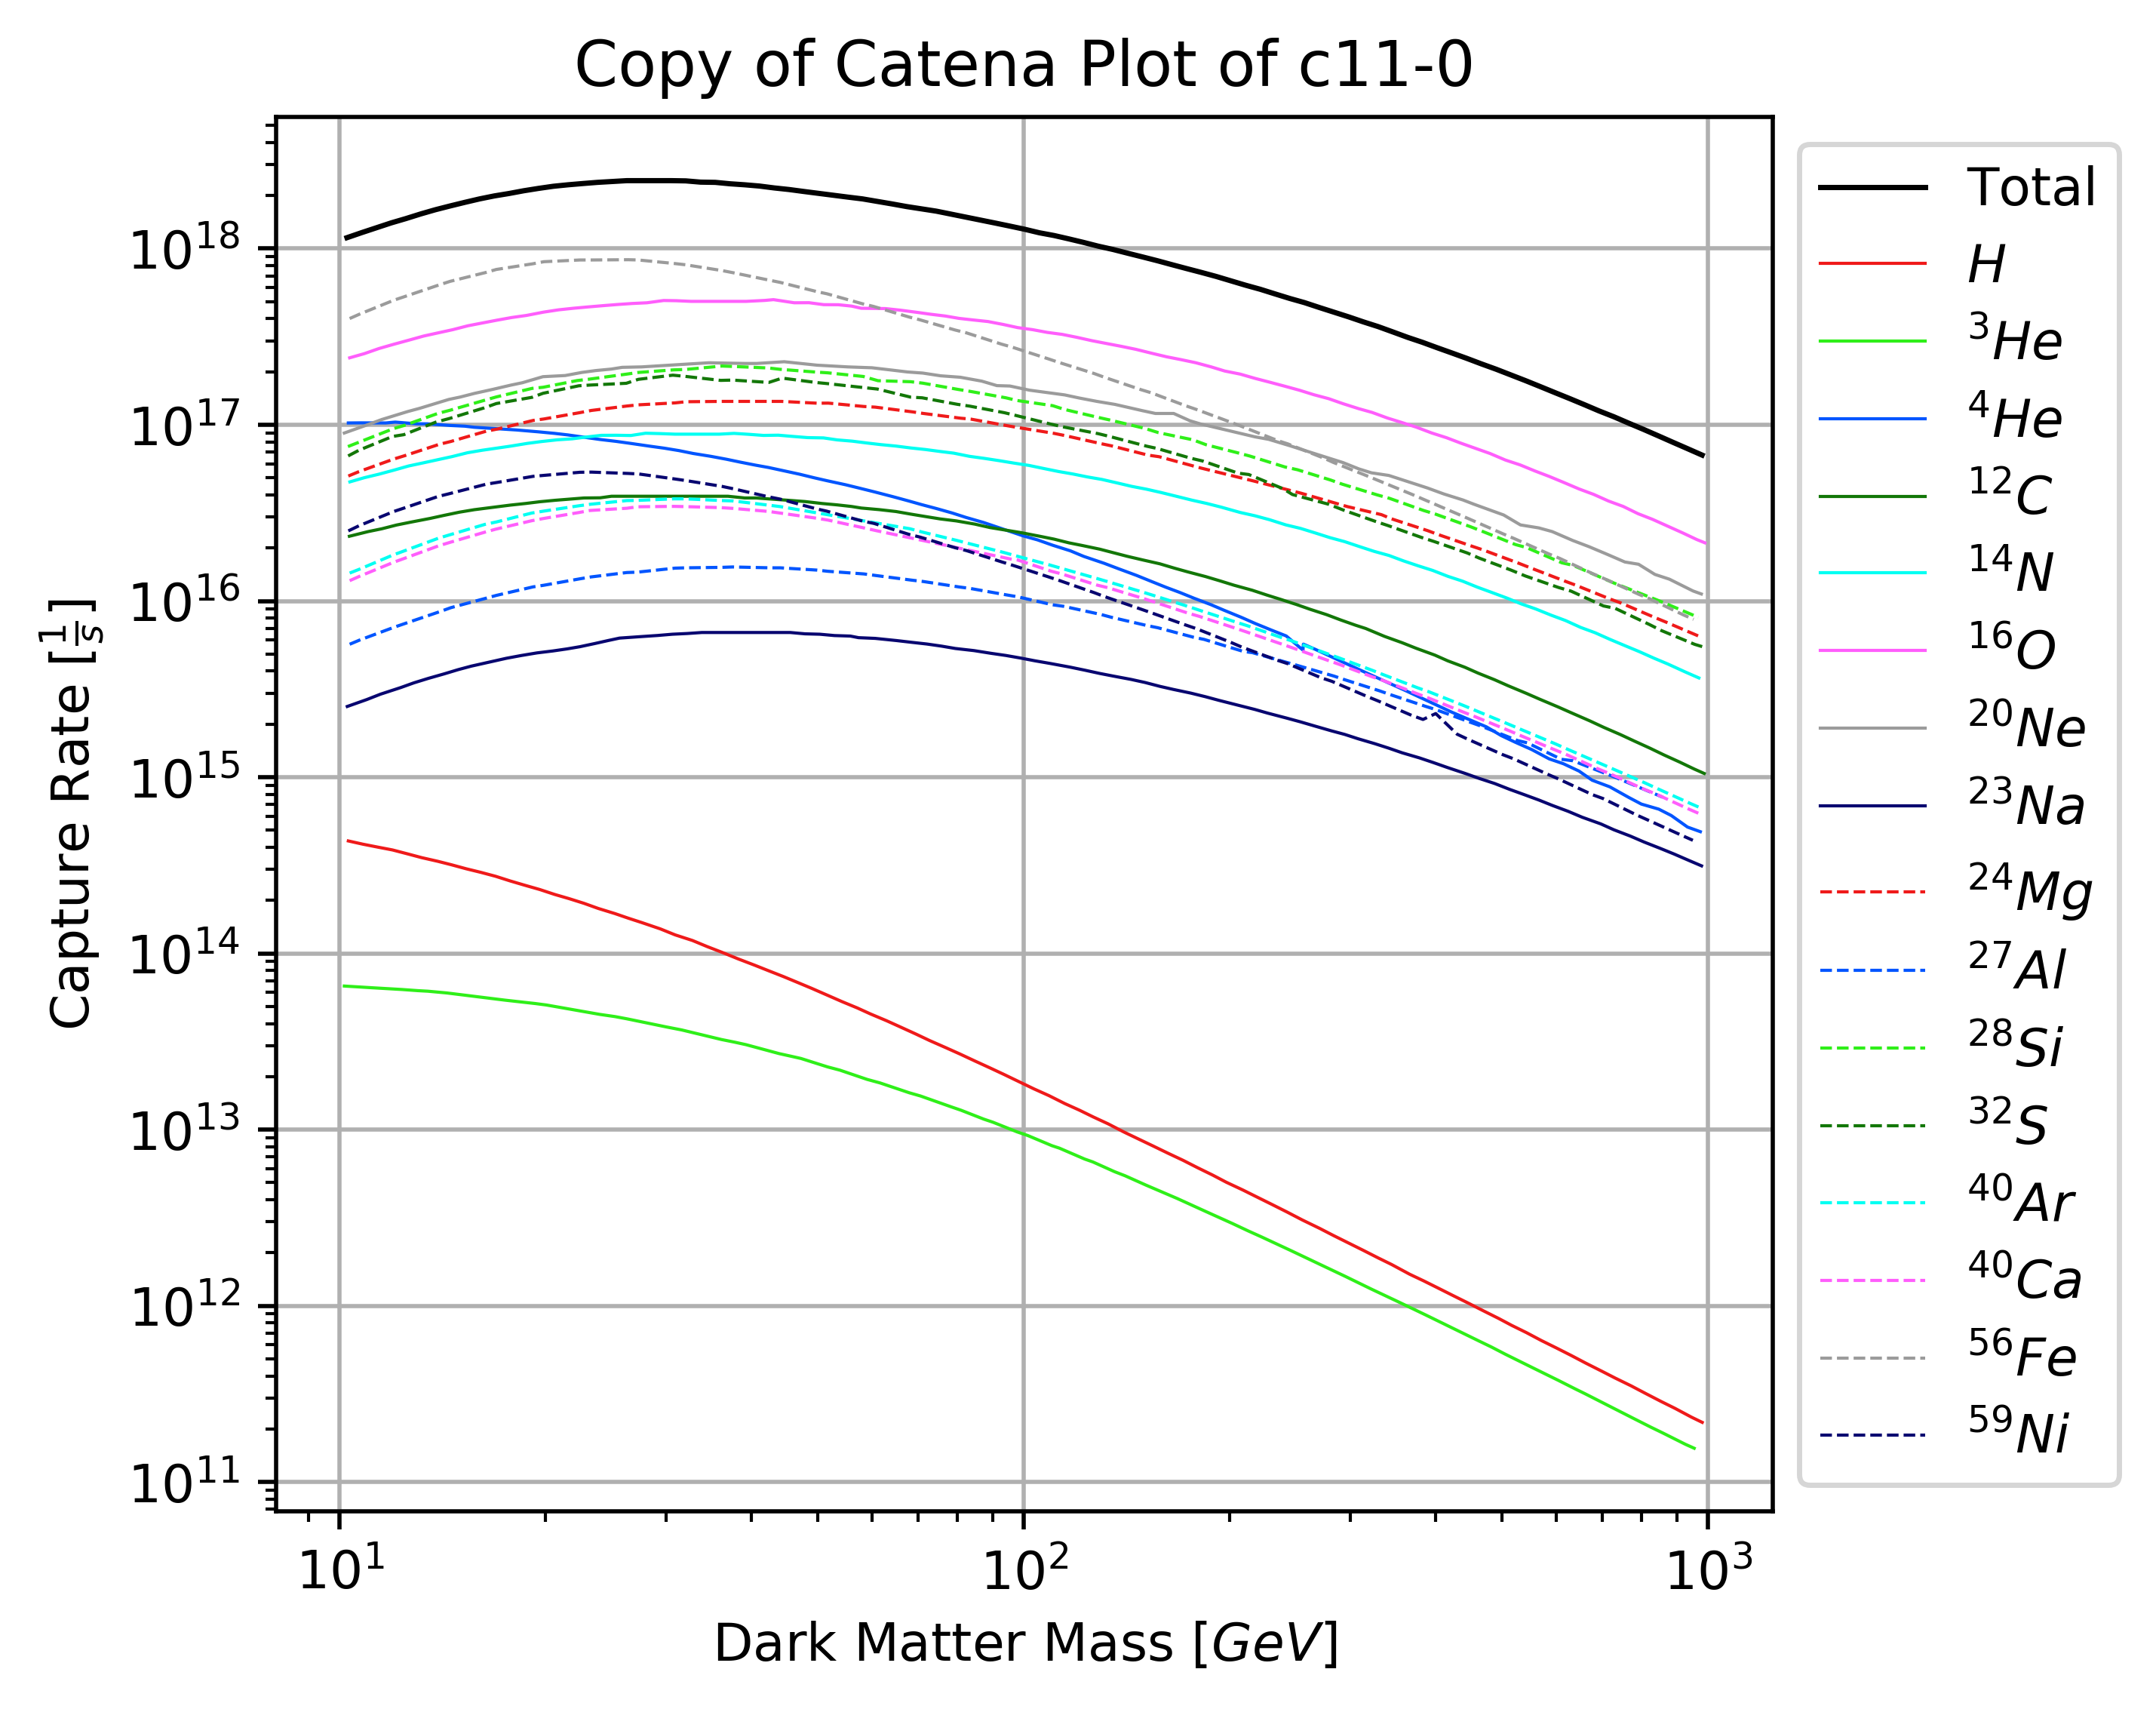 Copy of Catena Plot of c11-0
Capture Rate [1/s]
10^18
10^17
10^16
10^15
10^14
10^13
10^12
10^11
10^1 10^2 10^3
Dark Matter Mass [GeV]
Total
H
^3He
^4He
^12C
^14N
^16O
^20Ne
^23Na
^24Mg
^27Al
^28Si
^32S
^40Ar
^40Ca
^56Fe
^59Ni